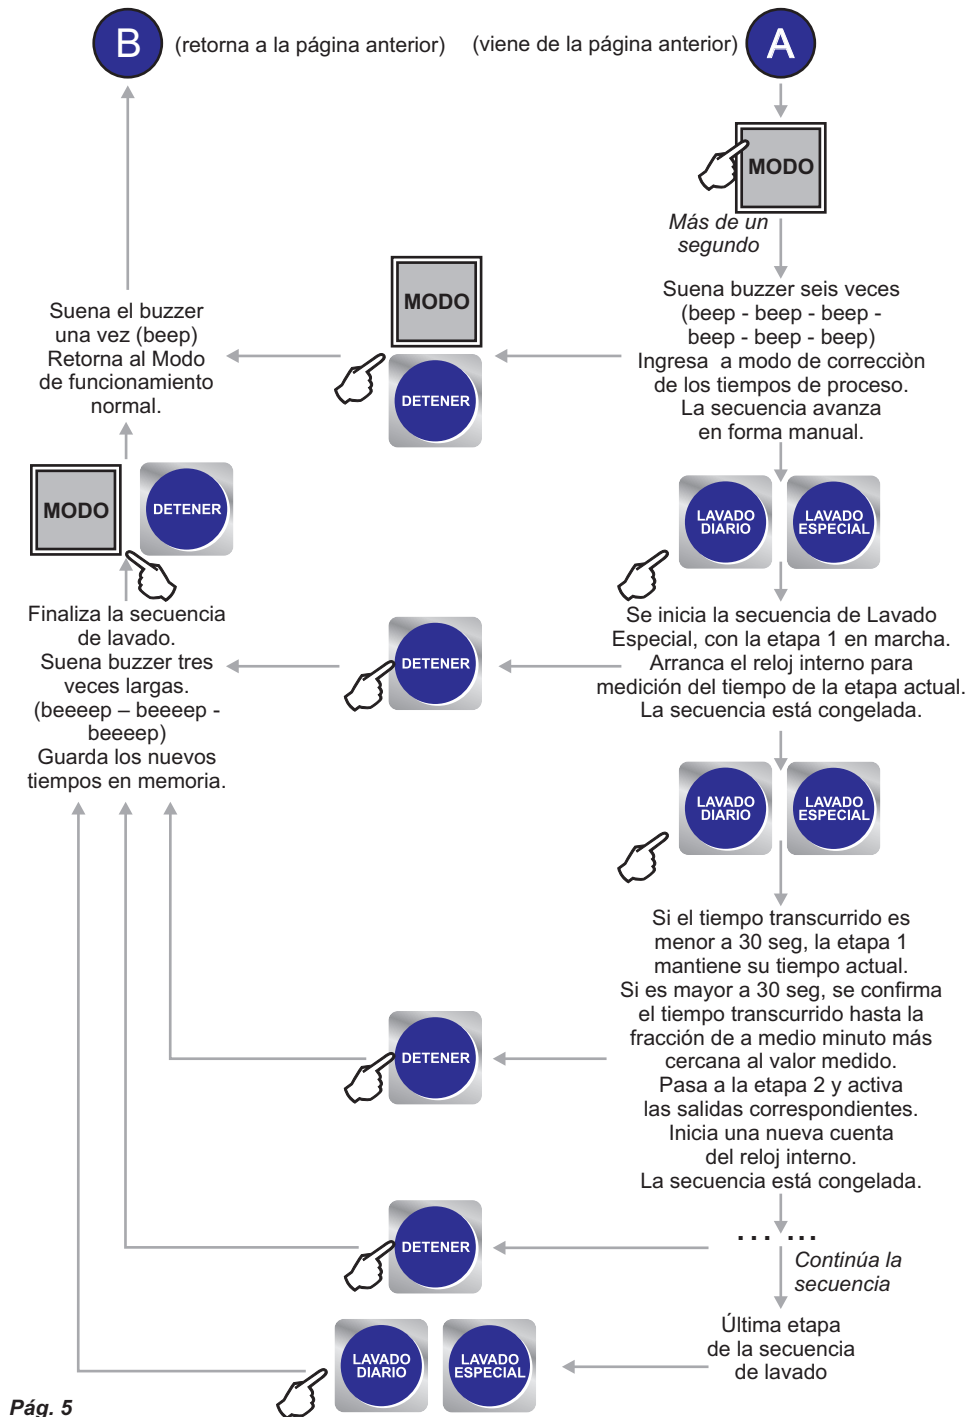 B
(retorna a la página anterior)
(viene de la página anterior)
A
MODO
Más de un
segundo
Suena buzzer seis veces
(beep - beep - beep -
beep - beep - beep)
Ingresa  a modo de correcciòn
de los tiempos de proceso.
La secuencia avanza
en forma manual.
MODO
DETENER
Suena el buzzer
una vez (beep)
Retorna al Modo
de funcionamiento
normal.
MODO
DETENER
LAVADO
DIARIO
LAVADO
ESPECIAL
Se inicia la secuencia de Lavado
Especial, con la etapa 1 en marcha.
Arranca el reloj interno para
medición del tiempo de la etapa actual.
La secuencia está congelada.
DETENER
Finaliza la secuencia
de lavado.
Suena buzzer tres
veces largas.
(beeeep – beeeep -
beeeep)
Guarda los nuevos
tiempos en memoria.
LAVADO
DIARIO
LAVADO
ESPECIAL
Si el tiempo transcurrido es
menor a 30 seg, la etapa 1
mantiene su tiempo actual.
Si es mayor a 30 seg, se confirma
el tiempo transcurrido hasta la
fracción de a medio minuto más
cercana al valor medido.
Pasa a la etapa 2 y activa
las salidas correspondientes.
Inicia una nueva cuenta
del reloj interno.
La secuencia está congelada.
DETENER
... ...
DETENER
Continúa la
secuencia
Última etapa
de la secuencia
de lavado
LAVADO
DIARIO
LAVADO
ESPECIAL
Pág. 5